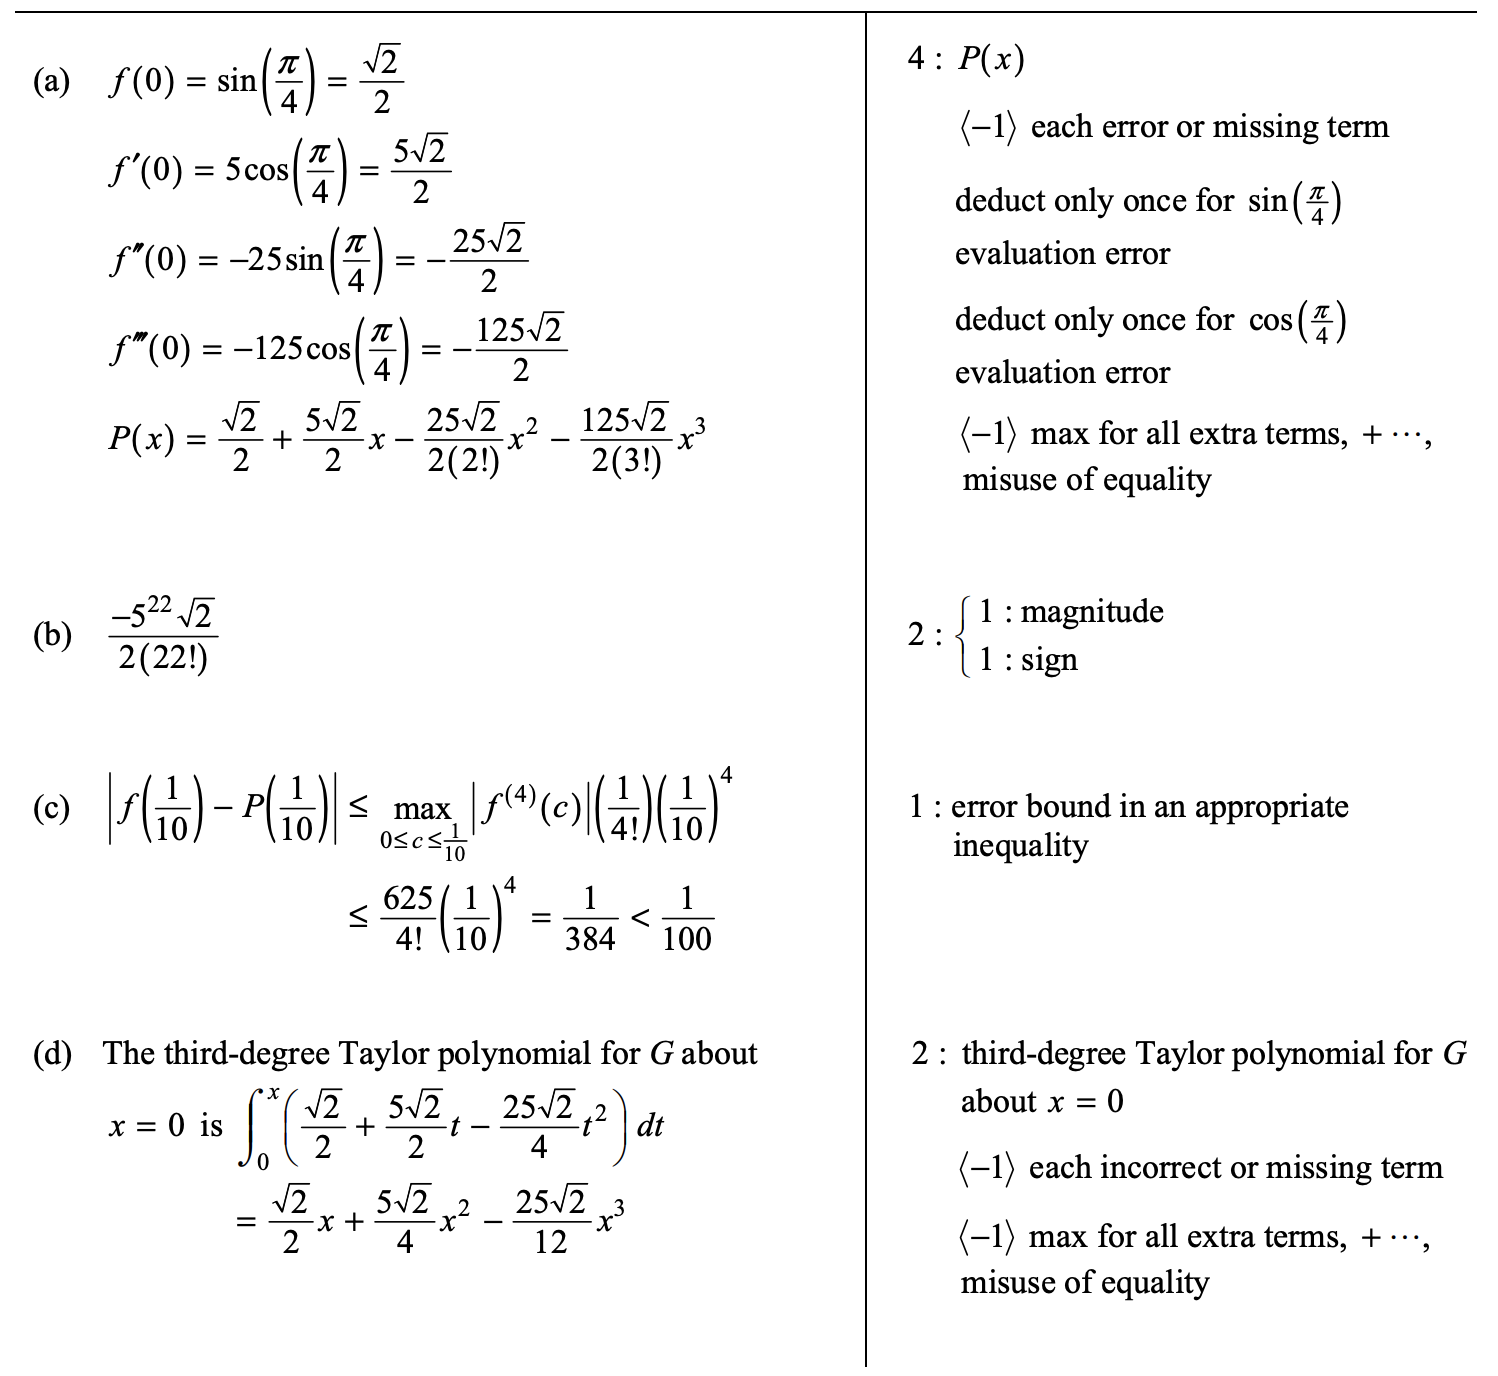 (a) f(0) = sin(π/4) = √2/2
f′(0) = 5cos(π/4) = 5√2/2
f″(0) = −25sin(π/4) = −25√2/2
f‴(0) = −125cos(π/4) = −125√2/2
P(x) = √2/2 + 5√2/2 x − 25√2/2(2!) x² − 125√2/2(3!) x³
4 : P(x)
⟨−1⟩ each error or missing term
deduct only once for sin(π/4)
evaluation error
deduct only once for cos(π/4)
evaluation error
⟨−1⟩ max for all extra terms, + ⋯,
misuse of equality
(b) −5²²√2/2(22!)
2 : { 1 : magnitude
1 : sign
(c) |f(1/10) − P(1/10)| ≤ max 0≤c≤1/10 |f⁽⁴⁾(c)|(1/4!)(1/10)⁴
≤ 625/4! (1/10)⁴ = 1/384 < 1/100
1 : error bound in an appropriate
inequality
(d) The third-degree Taylor polynomial for G about
x = 0 is ∫₀ˣ (√2/2 + 5√2/2 t − 25√2/4 t²) dt
= √2/2 x + 5√2/4 x² − 25√2/12 x³
2 : third-degree Taylor polynomial for G
about x = 0
⟨−1⟩ each incorrect or missing term
⟨−1⟩ max for all extra terms, + ⋯,
misuse of equality